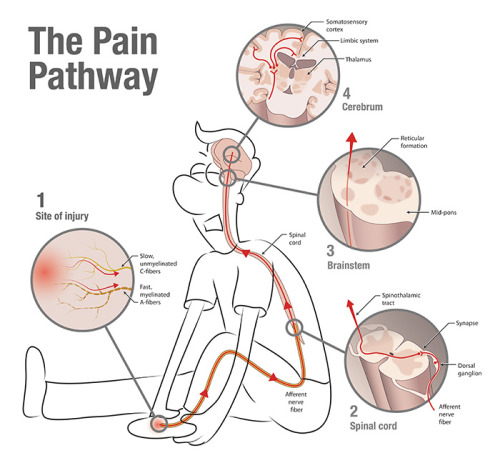 The Pain
Pathway
Somatosensory
cortex
Limbic system
Thalamus
4
Cerebrum
Reticular
formation
Mid-pons
3
Brainstem
1
Site of injury
Slow,
unmyelinated
C-fibers
Fast,
myelinated
A-fibers
Spinal
cord
Spinothalamic
tract
Synapse
Dorsal
ganglion
Afferent
nerve
fiber
2
Spinal cord
Afferent
nerve
fiber